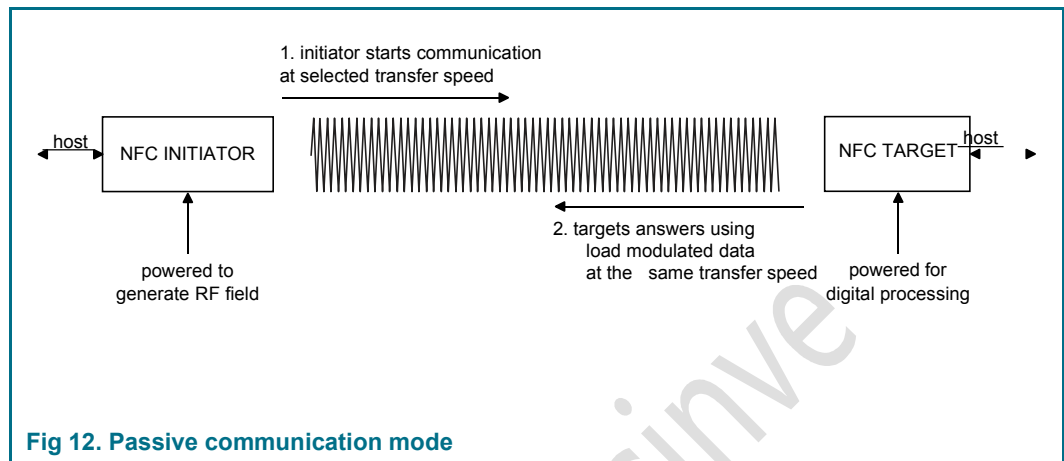 1. initiator starts communication
at selected transfer speed
host
NFC INITIATOR
NFC TARGET
host
2. targets answers using
load modulated data
at the same transfer speed
powered to
generate RF field
powered for
digital processing
sinve
Fig 12. Passive communication mode